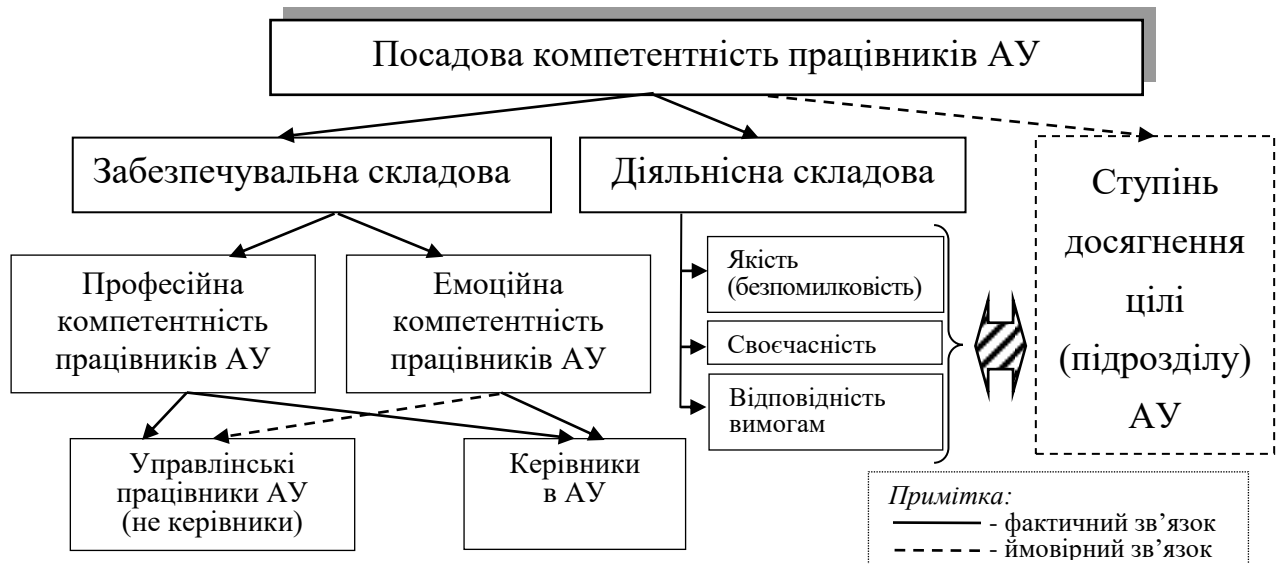 Посадова компетентність працівників АУ
Забезпечувальна складова
Діяльнісна складова
Ступінь
досягнення
цілі
(підрозділу)
АУ
Професійна
компетентність
працівників АУ
Емоційна
компетентність
працівників АУ
Якість
(безпомилковість)
Своєчасність
Відповідність
вимогам
Управлінські
працівники АУ
(не керівники)
Керівники
в АУ
Примітка:
- фактичний зв’язок
- ймовірний зв’язок